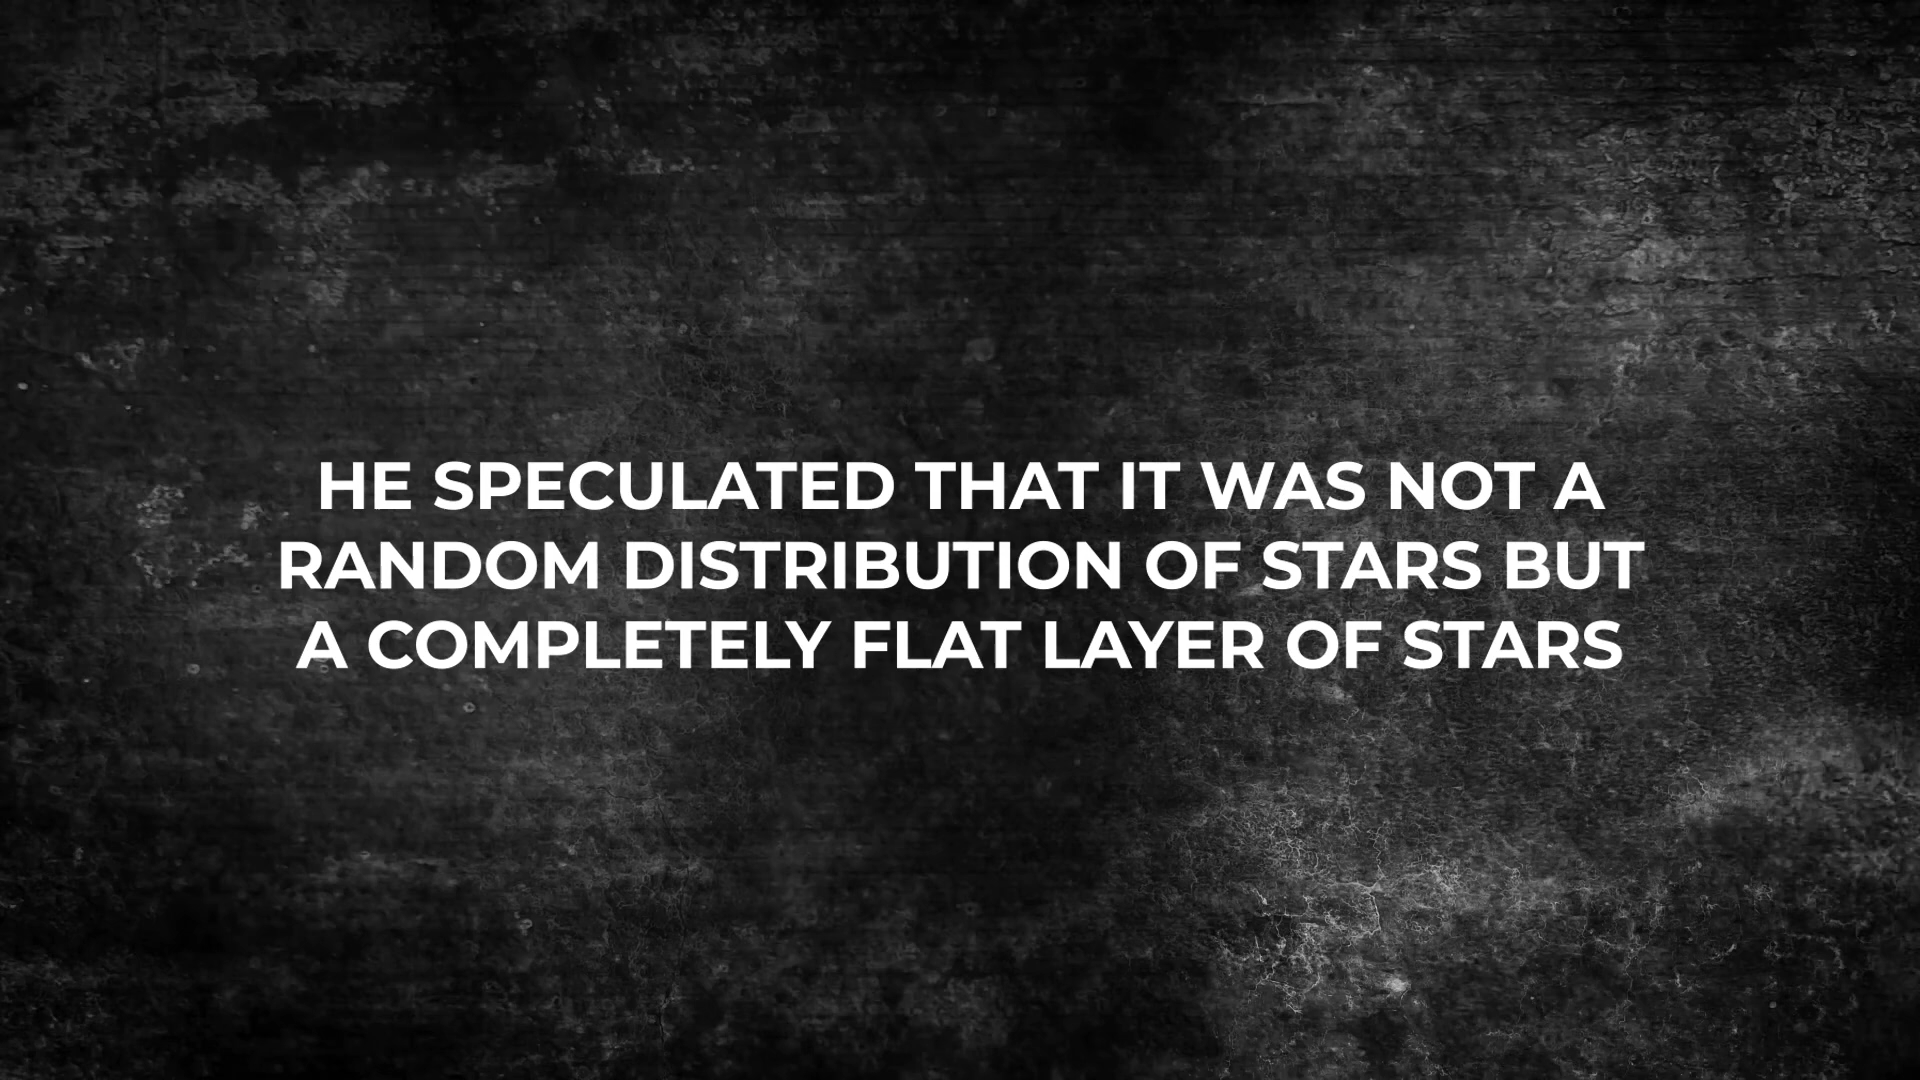 HE SPECULATED THAT IT WAS NOT A
RANDOM DISTRIBUTION OF STARS BUT
A COMPLETELY FLAT LAYER OF STARS